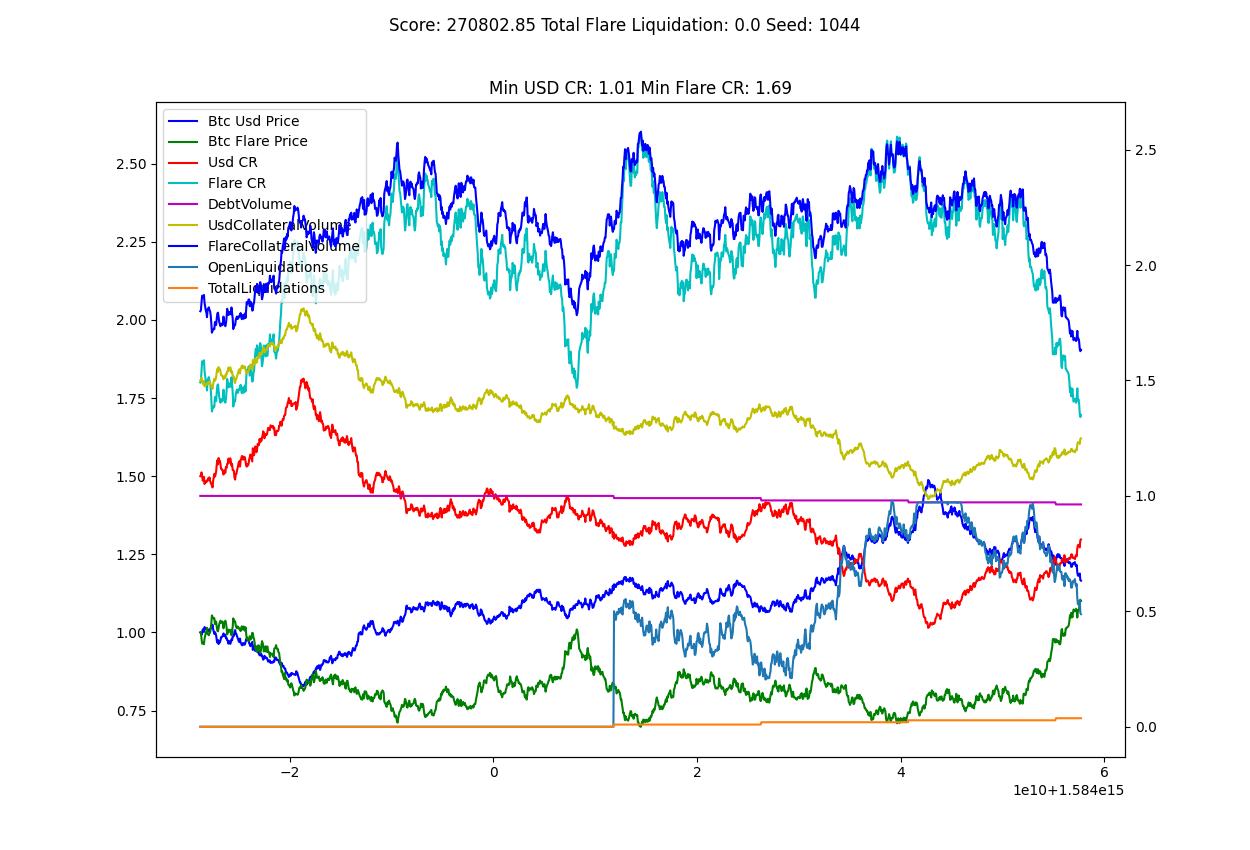 Score: 270802.85 Total Flare Liquidation: 0.0 Seed: 1044
Min USD CR: 1.01 Min Flare CR: 1.69
Btc Usd Price
Btc Flare Price
Usd CR
Flare CR
DebtVolume
UsdCollateralVolume
FlareCollateralVolume
OpenLiquidations
TotalLiquidations
2.50
2.25
2.00
1.75
1.50
1.25
1.00
0.75
2.5
2.0
1.5
1.0
0.5
0.0
−2
0
2
4
6
1e10+1.584e15